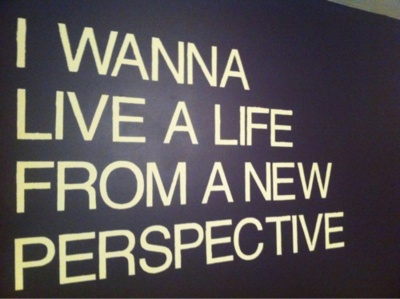 I WANNA
LIVE A LIFE
FROM A NEW
PERSPECTIVE